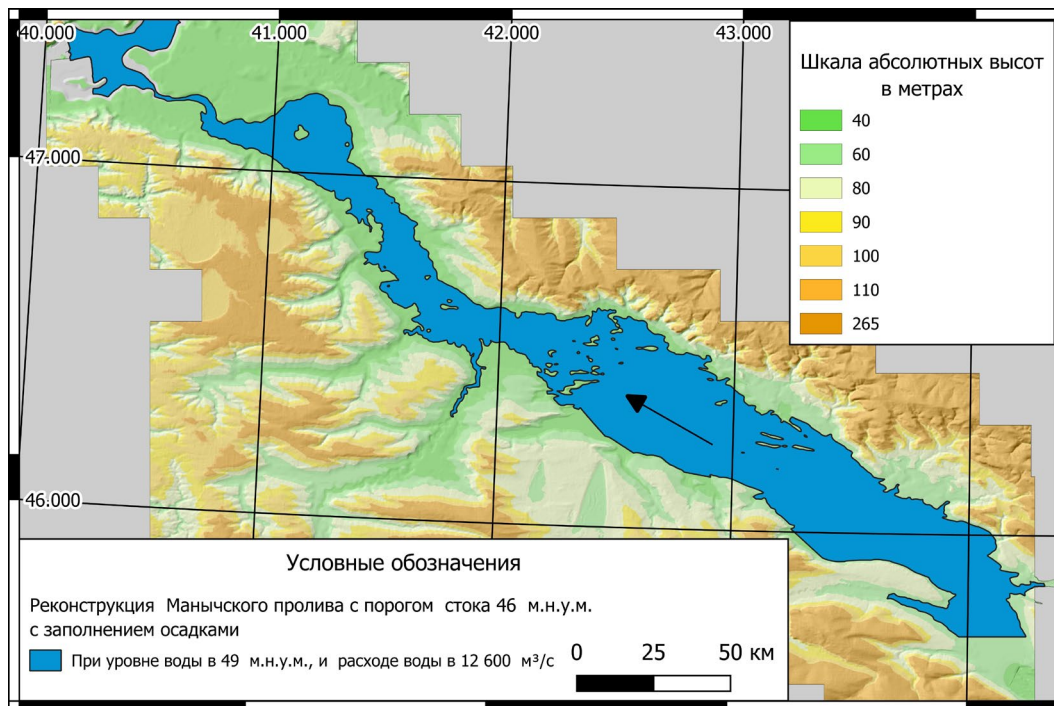 40.000
41.000
42.000
43.000
47.000
46.000
Шкала абсолютных высот
в метрах
40
60
80
90
100
110
265
Условные обозначения
Реконструкция Манычского пролива с порогом стока 46 м.н.у.м.
с заполнением осадками
При уровне воды в 49 м.н.у.м., и расходе воды в 12 600 м³/с
0 25 50 км